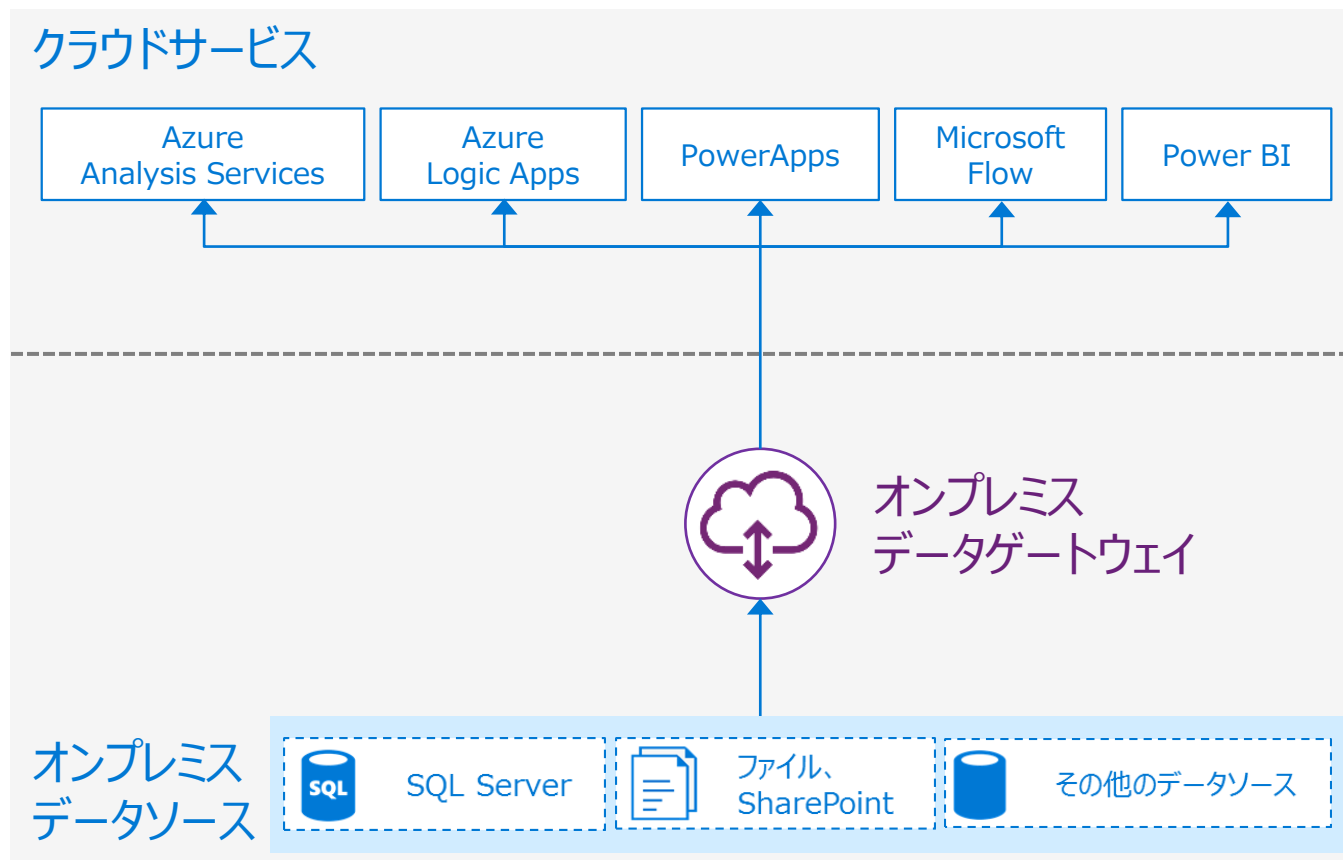 クラウドサービス
Azure
Analysis Services
Azure
Logic Apps
PowerApps
Microsoft
Flow
Power BI
オンプレミス
データゲートウェイ
オンプレミス
データソース
SQL
SQL Server
ファイル、
SharePoint
その他のデータソース